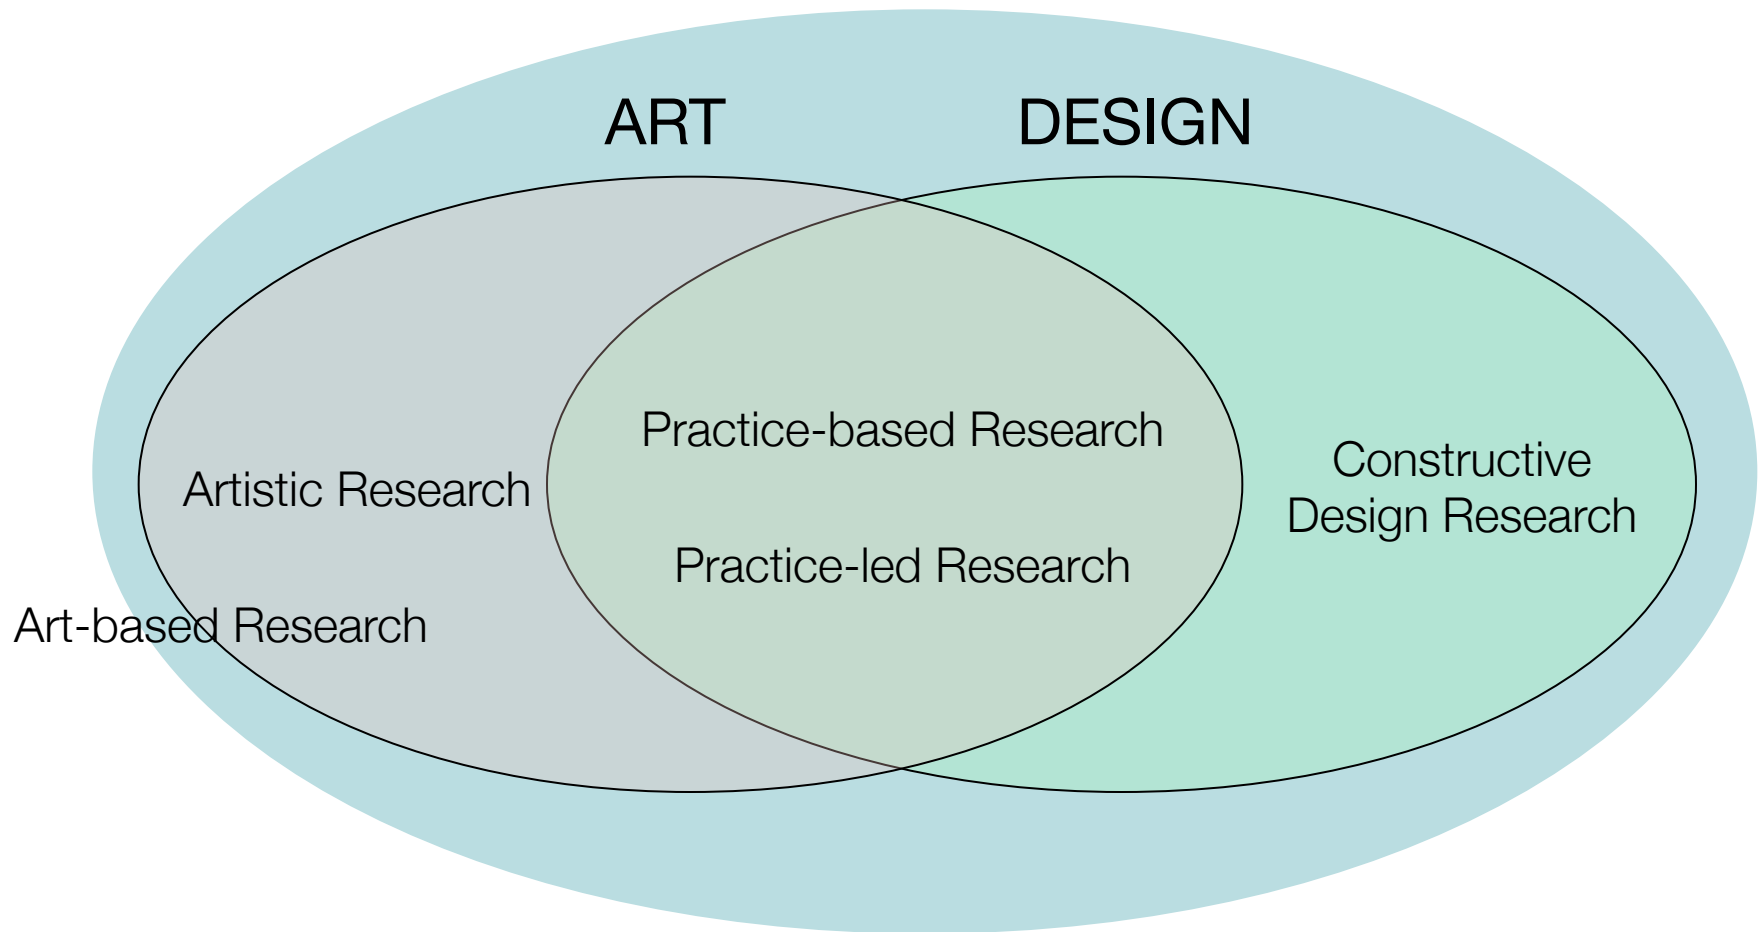 ART
DESIGN
Artistic Research
Art-based Research
Practice-based Research
Practice-led Research
Constructive
Design Research